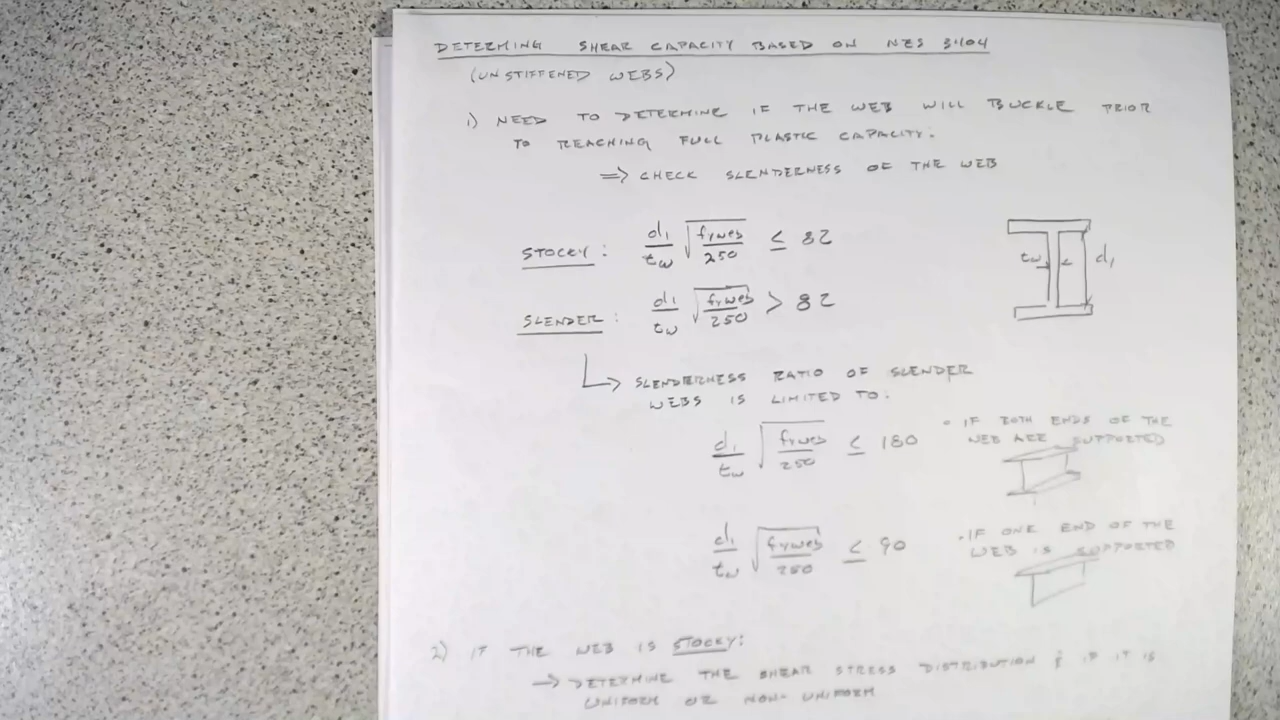 DETERMING SHEAR CAPACITY BASED ON NZS 3404
(UNSTIFFENED WEBS)
1) NEED TO DETERMINE IF THE WEB WILL BUCKLE PRIOR
TO REACHING FULL PLASTIC CAPACITY.
⇒ CHECK SLENDERNESS OF THE WEB
STOCKY: d1/tw √(fyweb/250) ≤ 82
tw d1
SLENDER: d1/tw √(fyweb/250) > 82
↳ SLENDERNESS RATIO OF SLENDER
WEBS IS LIMITED TO:
d1/tw √(fyweb/250) ≤ 180
• IF BOTH ENDS OF THE
WEB ARE SUPPORTED
d1/tw √(fyweb/250) ≤ 90
• IF ONE END OF THE
WEB IS SUPPORTED
2) IF THE WEB IS STOCKY:
→ DETERMINE THE SHEAR STRESS DISTRIBUTION & IF IT IS
UNIFORM OR NON-UNIFORM